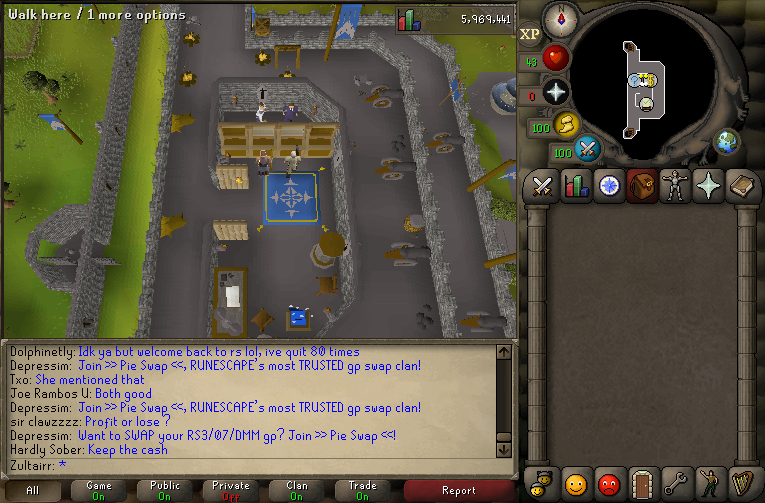 Walk here / 1 more options
5,969,441
XP
43
0
100
100
Dolphinetly: Idk ya but welcome back to rs lol, ive quit 80 times
Depressim: Join >> Pie Swap <<, RUNESCAPE's most TRUSTED gp swap clan!
Txo: She mentioned that
Joe Rambos U: Both good
Depressim: Join >> Pie Swap <<, RUNESCAPE's most TRUSTED gp swap clan!
sir clawzzzz: Profit or lose ?
Depressim: Want to SWAP your RS3/07/DMM gp? Join >> Pie Swap <<!
Hardly Sober: Keep the cash
Zultairr: *
All
Game
On
Public
On
Private
Off
Clan
On
Trade
On
Report